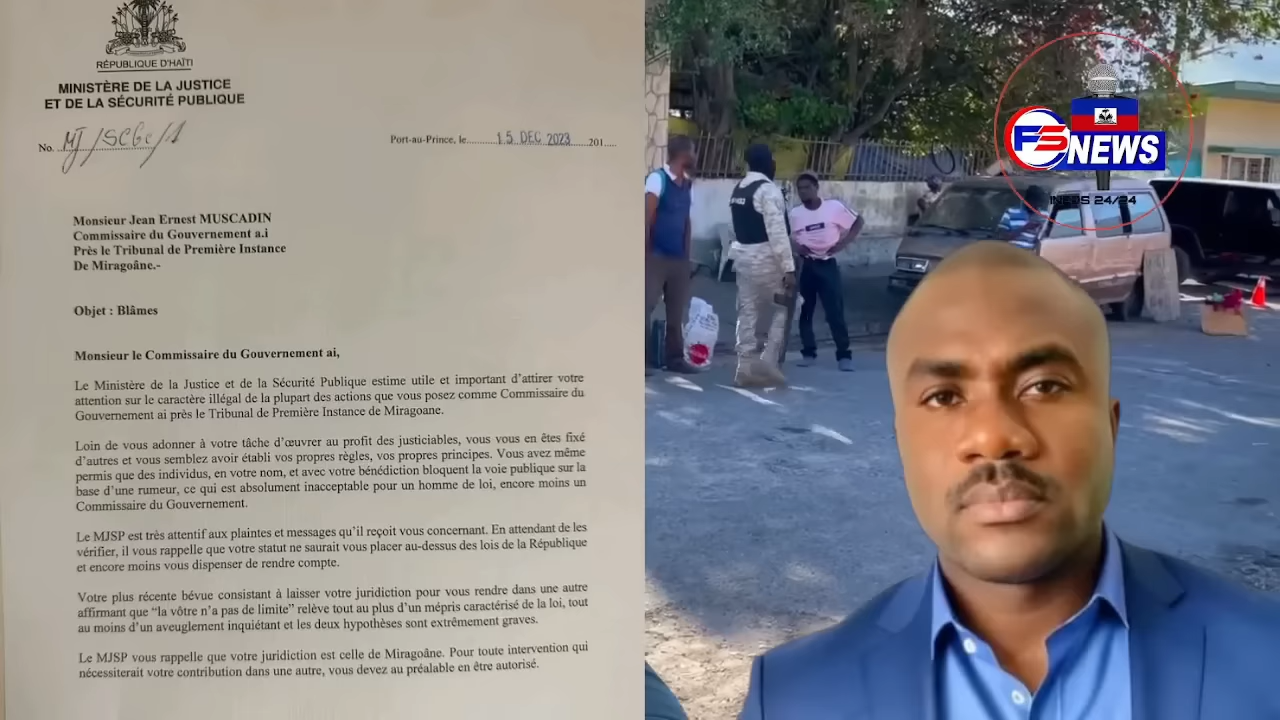 RÉPUBLIQUE D'HAÏTI
MINISTÈRE DE LA JUSTICE
ET DE LA SÉCURITÉ PUBLIQUE
No. MJ/SCGC/1
Port-au-Prince, le 15 DEC 2023 201....
Monsieur Jean Ernest MUSCADIN
Commissaire du Gouvernement a.i
Près le Tribunal de Première Instance
De Miragoâne.-
Objet : Blâmes
Monsieur le Commissaire du Gouvernement ai,
Le Ministère de la Justice et de la Sécurité Publique estime utile et important d'attirer votre
attention sur le caractère illégal de la plupart des actions que vous posez comme Commissaire du
Gouvernement ai près le Tribunal de Première Instance de Miragoane.
Loin de vous adonner à votre tâche d'œuvrer au profit des justiciables, vous vous en êtes fixé
d'autres et vous semblez avoir établi vos propres règles, vos propres principes. Vous avez même
permis que des individus, en votre nom, et avec votre bénédiction bloquent la voie publique sur la
base d'une rumeur, ce qui est absolument inacceptable pour un homme de loi, encore moins un
Commissaire du Gouvernement.
Le MJSP est très attentif aux plaintes et messages qu'il reçoit vous concernant. En attendant de les
vérifier, il vous rappelle que votre statut ne saurait vous placer au-dessus des lois de la République
et encore moins vous dispenser de rendre compte.
Votre plus récente bévue consistant à laisser votre juridiction pour vous rendre dans une autre
affirmant que “la vôtre n'a pas de limite” relève tout au plus d'un mépris caractérisé de la loi, tout
au moins d'un aveuglement inquiétant et les deux hypothèses sont extrêmement graves.
Le MJSP vous rappelle que votre juridiction est celle de Miragoâne. Pour toute intervention qui
nécessiterait votre contribution dans une autre, vous devez au préalable en être autorisé.
NEWS
24/24